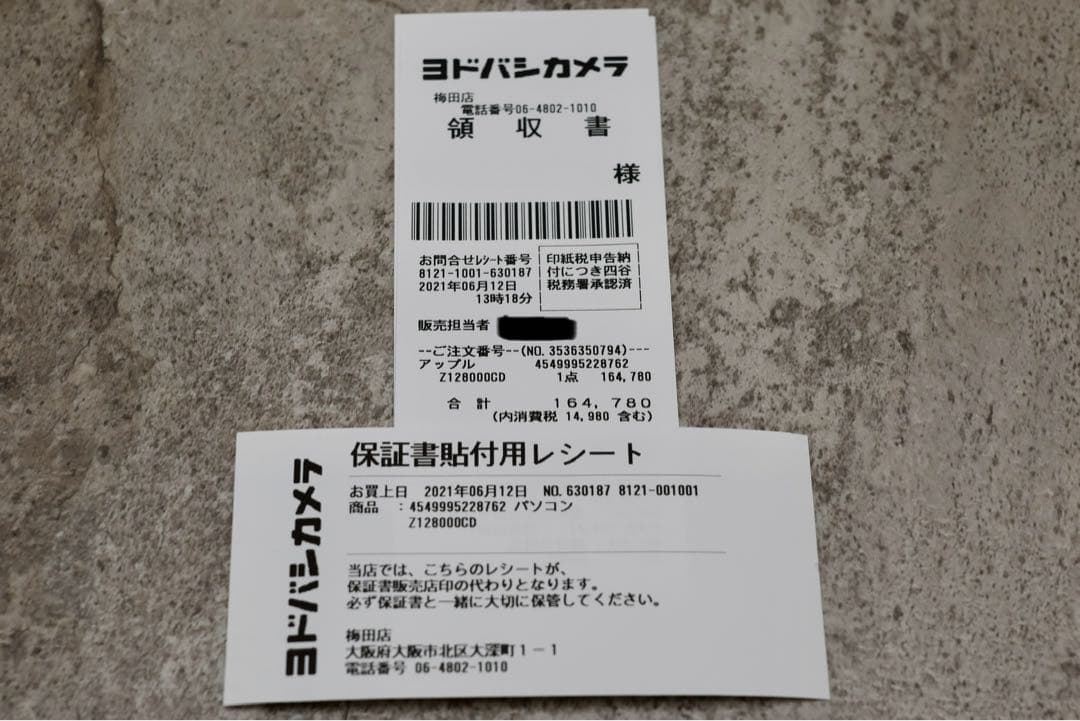 ヨドバシカメラ
梅田店
電話番号06-4802-1010
領 収 書
様
お問合せﾚｼｰﾄ番号
8121-1001-630187
2021年06月12日
13時18分
印紙税申告納
付につき四谷
税務署承認済
販売担当者
--ご注文番号--(NO. 3536350794)---
アップル 4549995228762
Z128000CD 1点 164,780
合 計 164,780
(内消費税 14,980 含む)
ヨドバシカメラ
保証書貼付用レシート
お買上日 2021年06月12日 NO. 630187 8121-001001
商品 : 4549995228762 パソコン
Z128000CD
当店では、こちらのレシートが、
保証書販売店印の代わりとなります。
必ず保証書と一緒に大切に保管してください。
梅田店
大阪府大阪市北区大深町1-1
電話番号 06-4802-1010